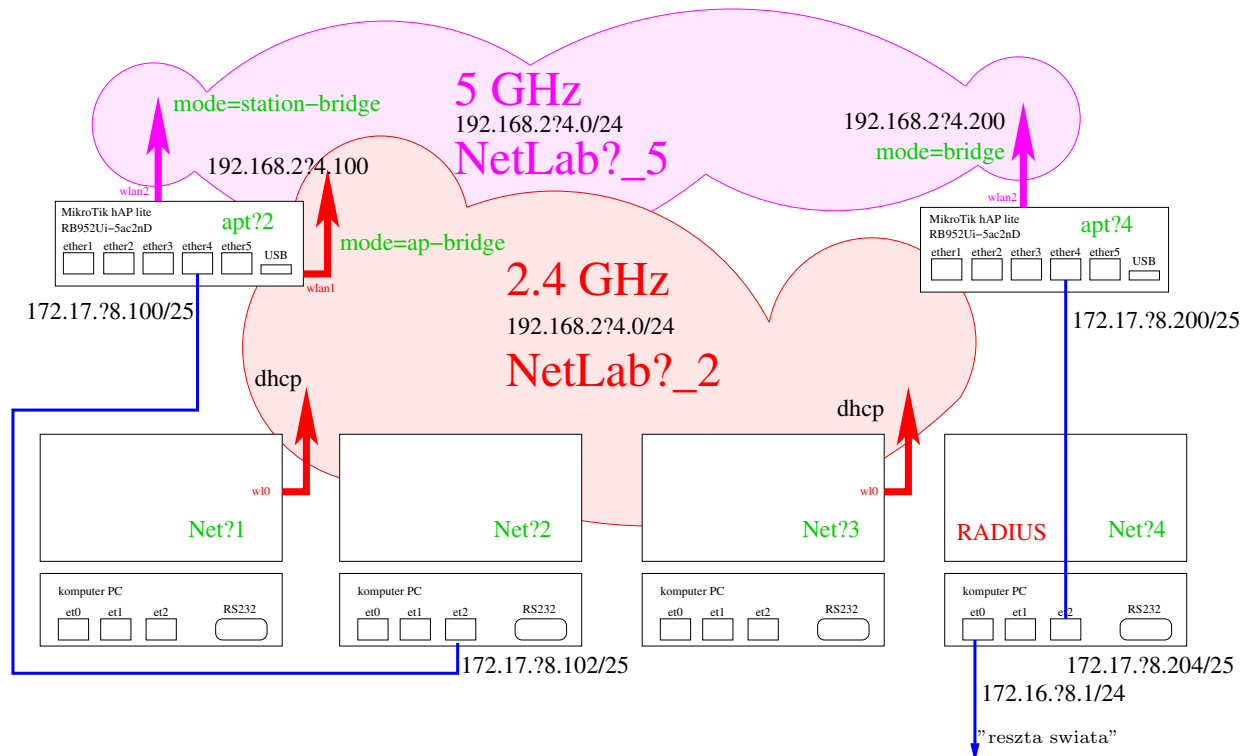 5 GHz
192.168.2?4.0/24
NetLab?_5
mode=station−bridge
192.168.2?4.100
wlan2
192.168.2?4.200
mode=bridge
wlan2
MikroTik hAP lite
RB952Ui−5ac2nD
apt?2
ether1 ether2 ether3 ether4 ether5 USB
wlan1
mode=ap−bridge
172.17.?8.100/25
MikroTik hAP lite
RB952Ui−5ac2nD
apt?4
ether1 ether2 ether3 ether4 ether5 USB
172.17.?8.200/25
2.4 GHz
192.168.2?4.0/24
NetLab?_2
dhcp
dhcp
wl0
Net?1
Net?2
wl0
Net?3
RADIUS
Net?4
komputer PC
et0 et1 et2 RS232
komputer PC
et0 et1 et2 RS232
172.17.?8.102/25
komputer PC
et0 et1 et2 RS232
komputer PC
et0 et1 et2 RS232
172.17.?8.204/25
172.16.?8.1/24
"reszta swiata"